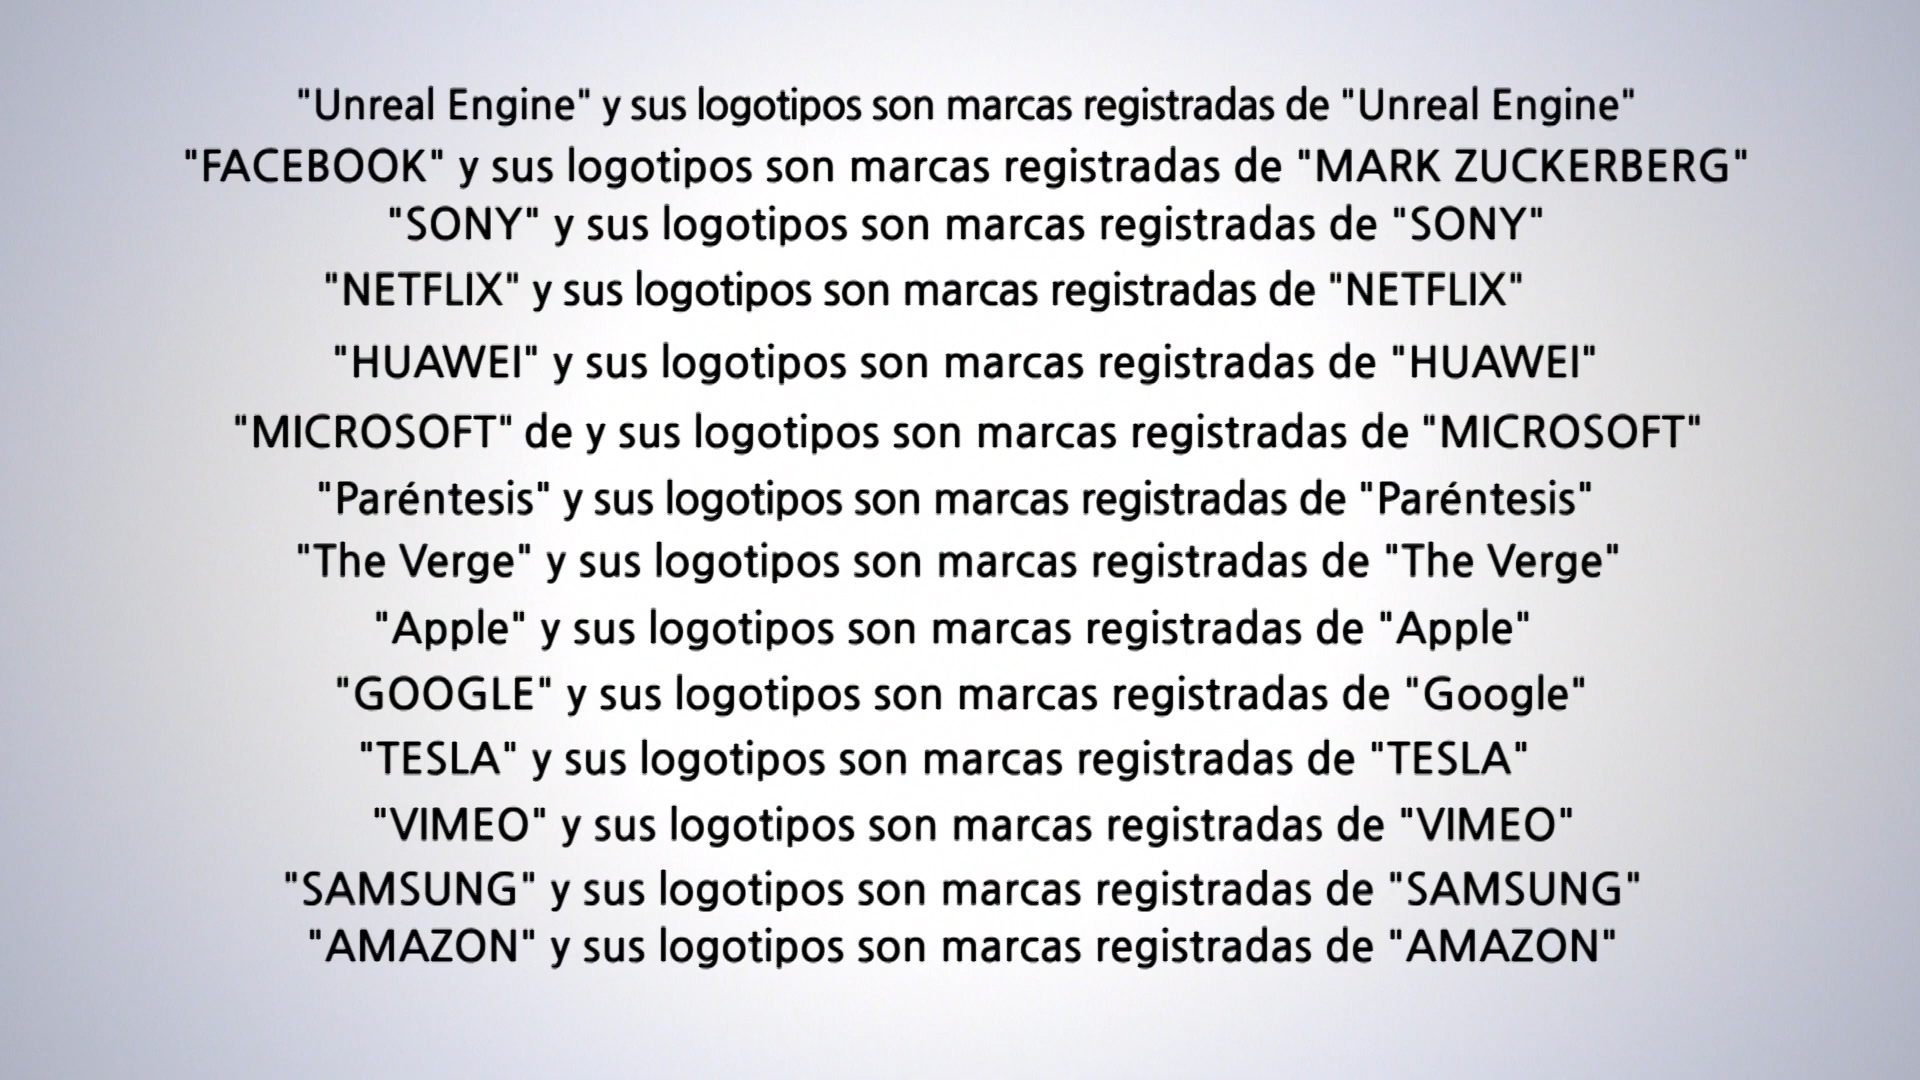 "Unreal Engine" y sus logotipos son marcas registradas de "Unreal Engine"
"FACEBOOK" y sus logotipos son marcas registradas de "MARK ZUCKERBERG"
"SONY" y sus logotipos son marcas registradas de "SONY"
"NETFLIX" y sus logotipos son marcas registradas de "NETFLIX"
"HUAWEI" y sus logotipos son marcas registradas de "HUAWEI"
"MICROSOFT" de y sus logotipos son marcas registradas de "MICROSOFT"
"Paréntesis" y sus logotipos son marcas registradas de "Paréntesis"
"The Verge" y sus logotipos son marcas registradas de "The Verge"
"Apple" y sus logotipos son marcas registradas de "Apple"
"GOOGLE" y sus logotipos son marcas registradas de "Google"
"TESLA" y sus logotipos son marcas registradas de "TESLA"
"VIMEO" y sus logotipos son marcas registradas de "VIMEO"
"SAMSUNG" y sus logotipos son marcas registradas de "SAMSUNG"
"AMAZON" y sus logotipos son marcas registradas de "AMAZON"